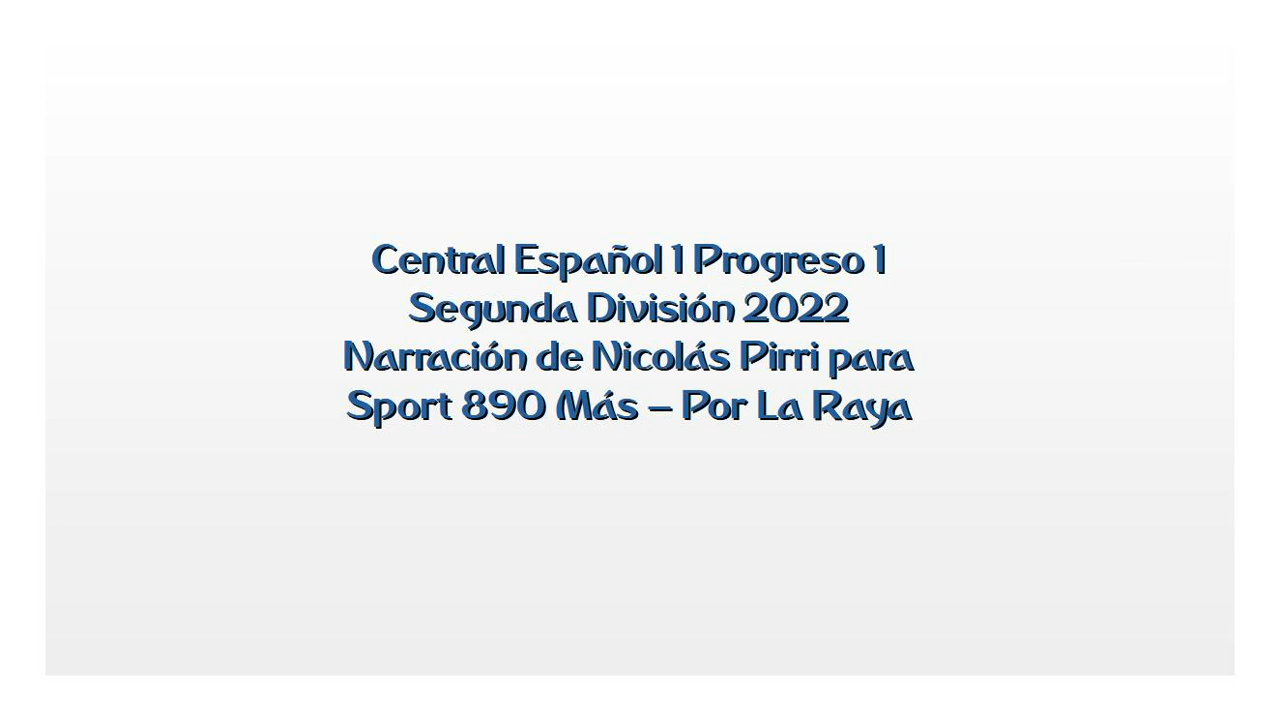 Central Español 1 Progreso 1
Segunda División 2022
Narración de Nicolás Pirri para
Sport 890 Más – Por La Raya